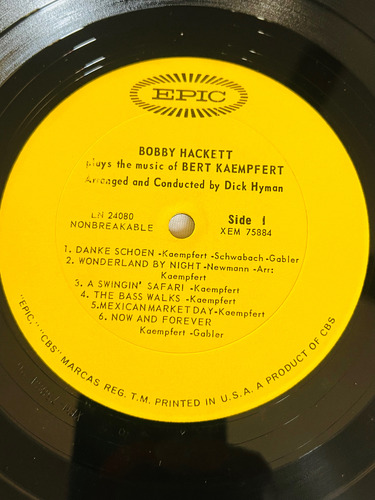 EPIC
BOBBY HACKETT
plays the music of BERT KAEMPFERT
Arranged and Conducted by Dick Hyman
LN 24080
NONBREAKABLE
Side 1
XEM 75884
1. DANKE SCHOEN -Kaempfert -Schwabach-Gabler
2. WONDERLAND BY NIGHT -Newmann -Arr:
Kaempfert
3. A SWINGIN' SAFARI -Kaempfert
4. THE BASS WALKS -Kaempfert
5.MEXICAN MARKET DAY-Kaempfert
6. NOW AND FOREVER
Kaempfert -Gabler
"EPIC," "CBS" MARCAS REG. T.M. PRINTED IN U.S.A. A PRODUCT OF CBS